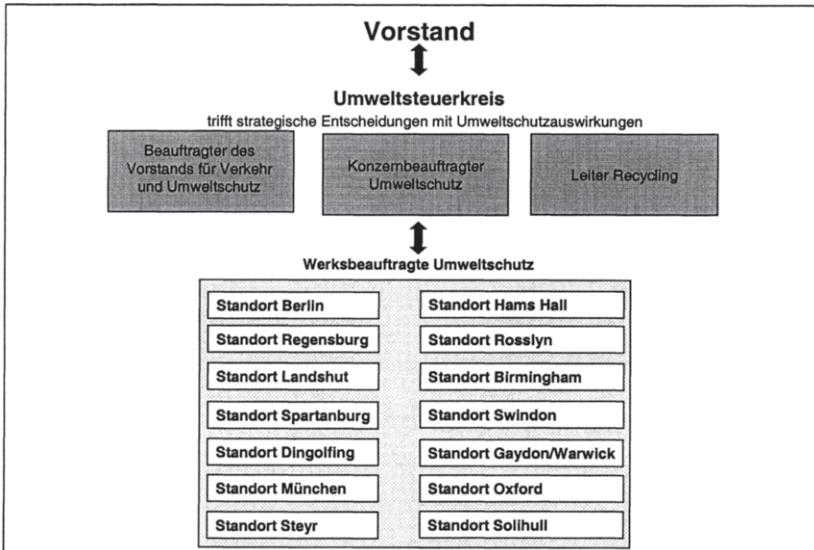 Vorstand
Umweltsteuerkreis
trifft strategische Entscheidungen mit Umweltschutzauswirkungen
Beauftragter des
Vorstands für Verkehr
und Umweltschutz
Konzernbeauftragter
Umweltschutz
Leiter Recycling
Werksbeauftragte Umweltschutz
Standort Berlin
Standort Regensburg
Standort Landshut
Standort Spartanburg
Standort Dingolfing
Standort München
Standort Steyr
Standort Hams Hall
Standort Rosslyn
Standort Birmingham
Standort Swindon
Standort Gaydon/Warwick
Standort Oxford
Standort Solihull